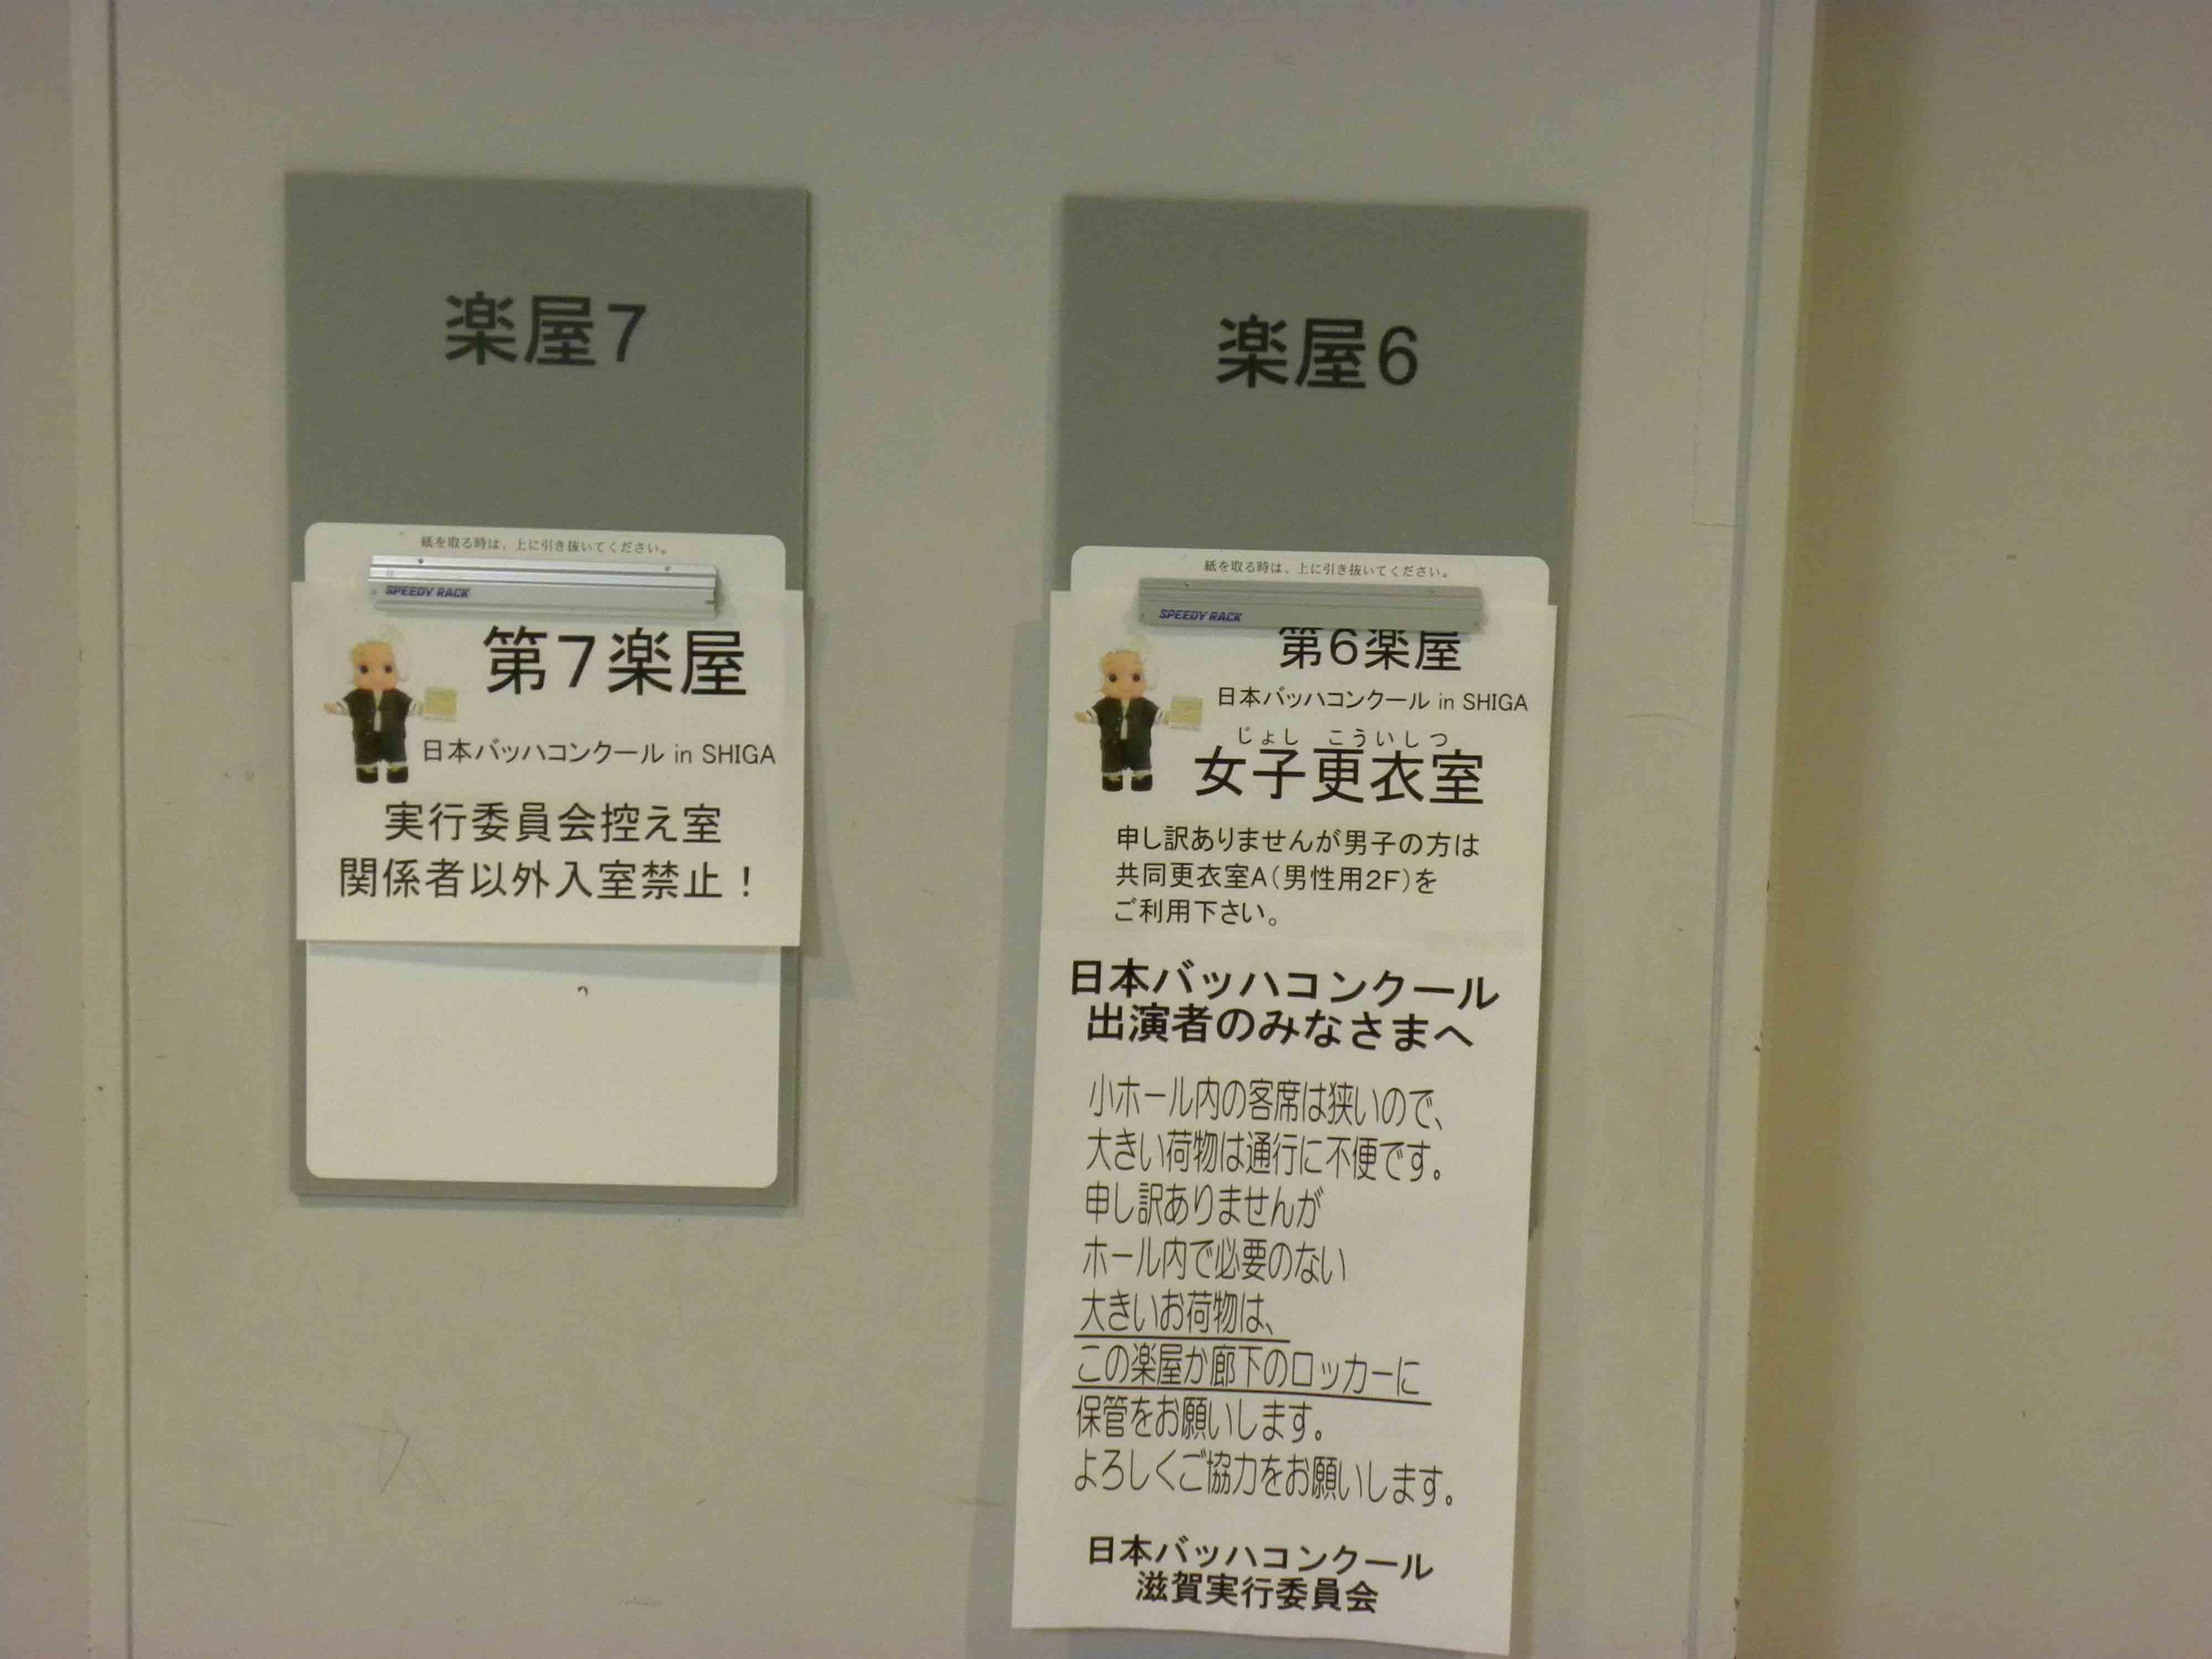 楽屋7
紙を取る時は、上に引き抜いてください。
SPEEDY RACK
第7楽屋
日本バッハコンクール in SHIGA
実行委員会控え室
関係者以外入室禁止！
楽屋6
紙を取る時は、上に引き抜いてください。
SPEEDY RACK
第6楽屋
日本バッハコンクール in SHIGA
じょし こういしつ
女子更衣室
申し訳ありませんが男子の方は
共同更衣室A（男性用2F）を
ご利用下さい。
日本バッハコンクール
出演者のみなさまへ
小ホール内の客席は狭いので、
大きい荷物は通行に不便です。
申し訳ありませんが
ホール内で必要のない
大きいお荷物は、
この楽屋か廊下のロッカーに
保管をお願いします。
よろしくご協力をお願いします。
日本バッハコンクール
滋賀実行委員会